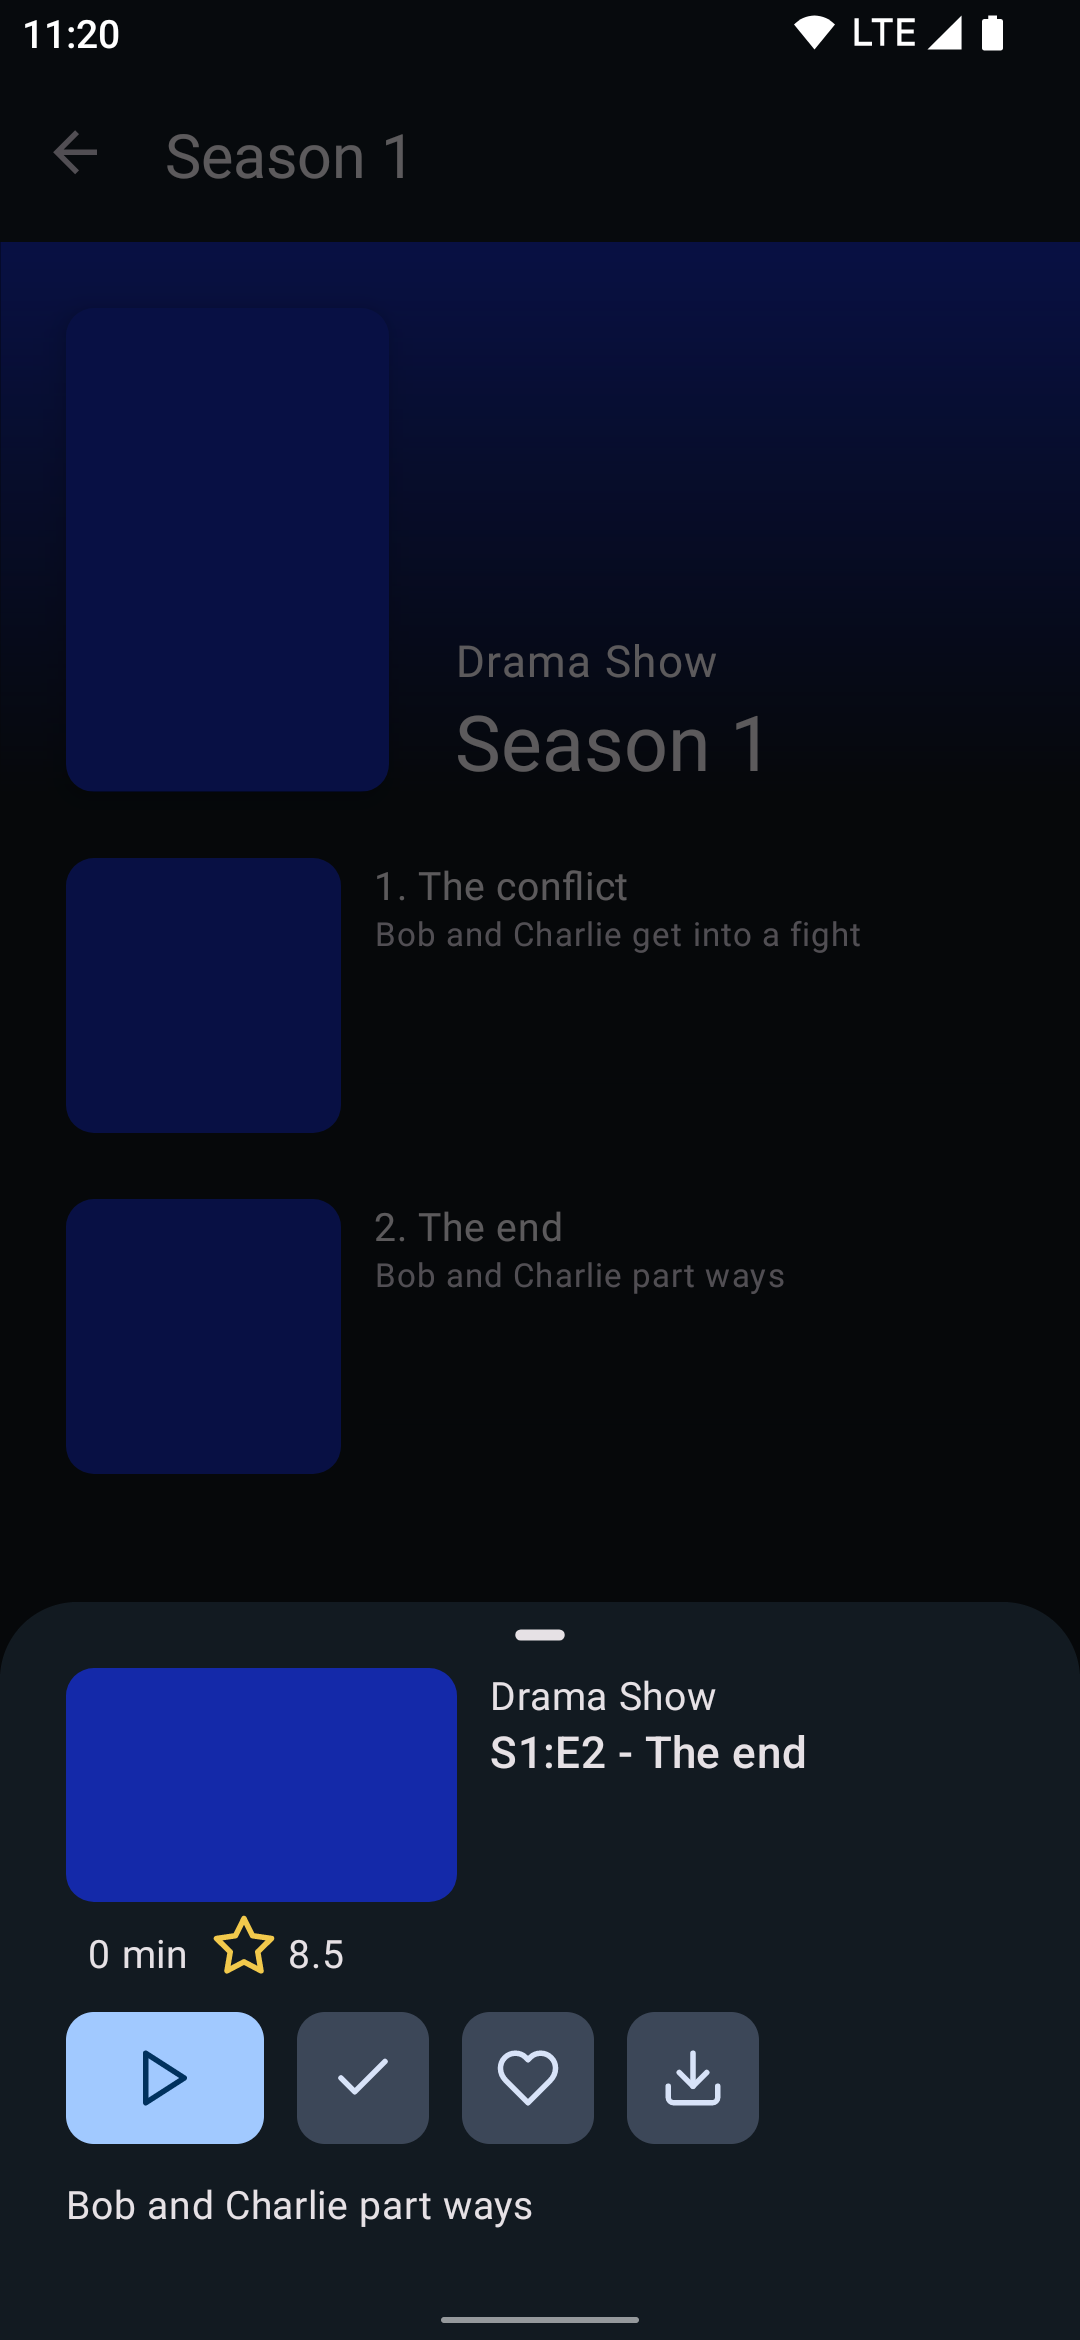 11:20
LTE
Season 1
Drama Show
Season 1
1. The conflict
Bob and Charlie get into a fight
2. The end
Bob and Charlie part ways
Drama Show
S1:E2 - The end
0 min 8.5
Bob and Charlie part ways